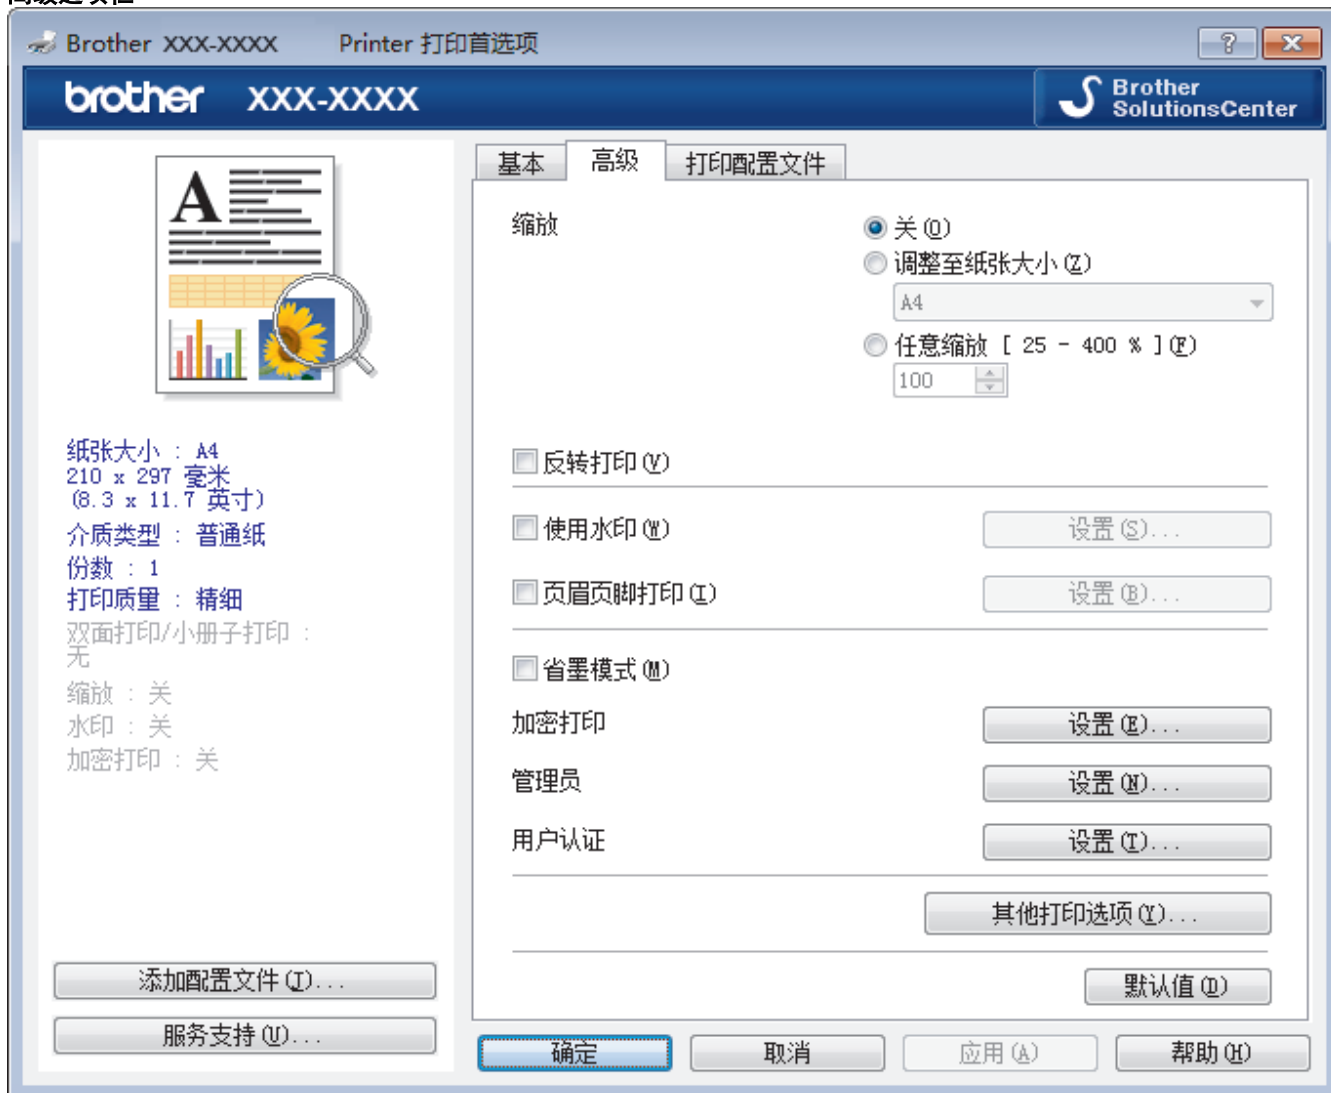 Brother XXX-XXXX Printer 打印首选项
brother XXX-XXXX
Brother
SolutionsCenter
基本 高级 打印配置文件
A
缩放
关(O)
调整至纸张大小(Z)
A4
任意缩放 [ 25 - 400 % ](F)
100
反转打印(V)
使用水印(W) 设置(S)...
页眉页脚打印(I) 设置(B)...
省墨模式(M)
加密打印 设置(E)...
管理员 设置(N)...
用户认证 设置(T)...
其他打印选项(Y)...
默认值(D)
纸张大小 : A4
210 x 297 毫米
(8.3 x 11.7 英寸)
介质类型 : 普通纸
份数 : 1
打印质量 : 精细
双面打印/小册子打印 :
无
缩放 : 关
水印 : 关
加密打印 : 关
添加配置文件(J)...
服务支持(U)...
确定 取消 应用(A) 帮助(H)